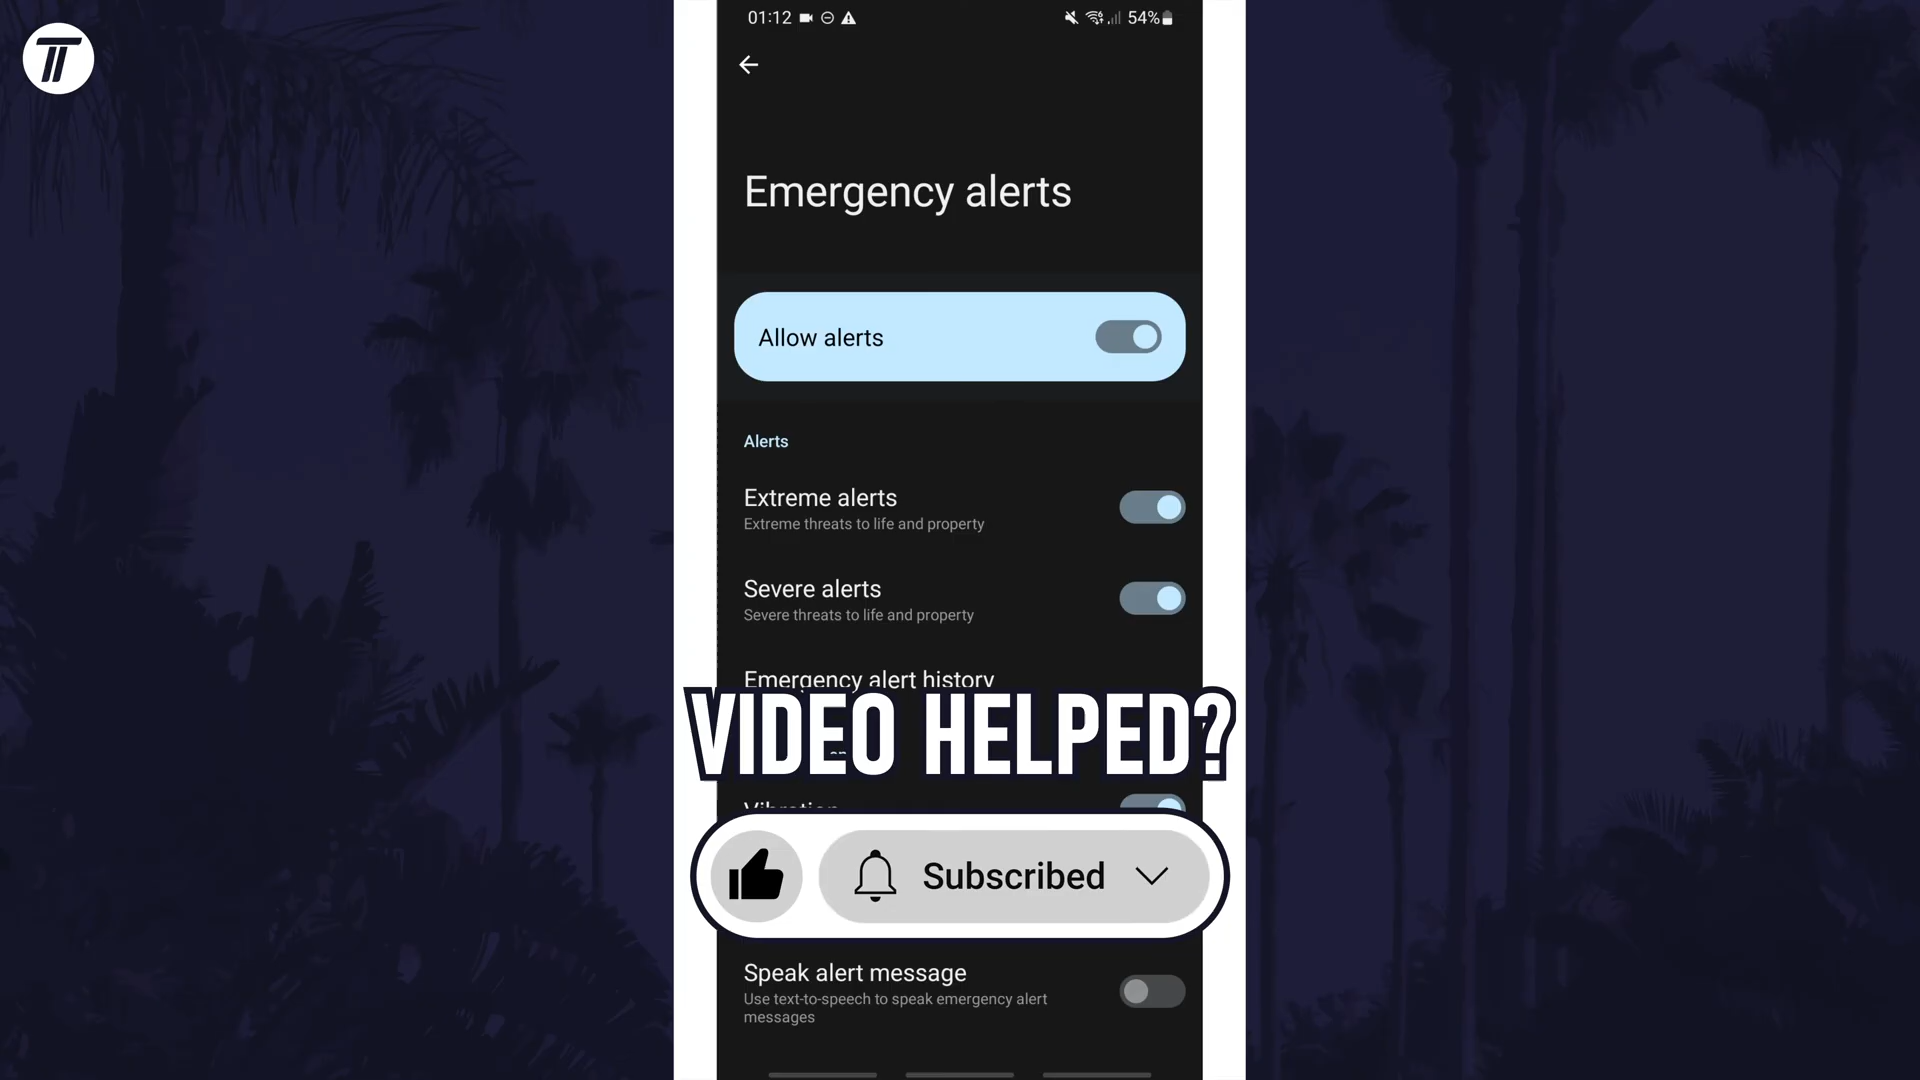 01:12
54%
Emergency alerts
Allow alerts
Alerts
Extreme alerts
Extreme threats to life and property
Severe alerts
Severe threats to life and property
Emergency alert history
VIDEO HELPED?
Vibration
Subscribed
Speak alert message
Use text-to-speech to speak emergency alert
messages